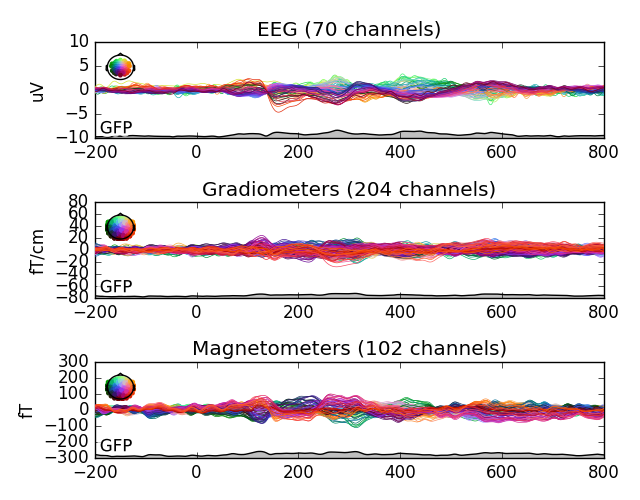 EEG (70 channels)
10
5
0
−5
−10
uV
GFP
−200 0 200 400 600 800
Gradiometers (204 channels)
80
60
40
20
0
−20
−40
−60
−80
fT/cm
GFP
−200 0 200 400 600 800
Magnetometers (102 channels)
300
200
100
0
−100
−200
−300
fT
GFP
−200 0 200 400 600 800